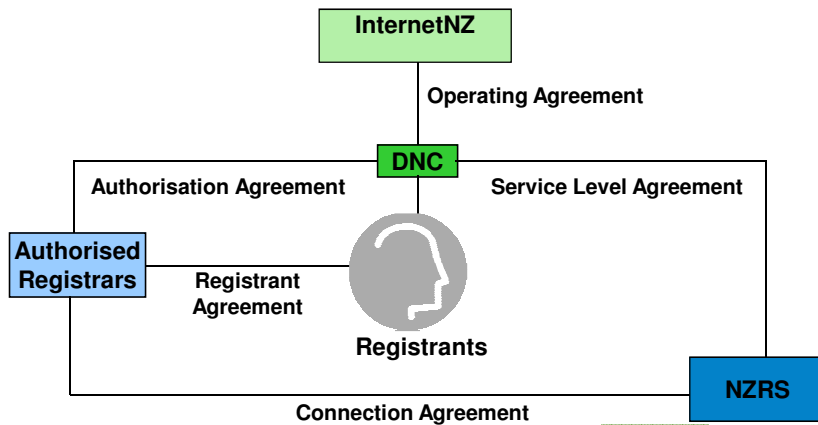 InternetNZ
Operating Agreement
DNC
Authorisation Agreement
Service Level Agreement
Authorised
Registrars
Registrant
Agreement
Registrants
NZRS
Connection Agreement